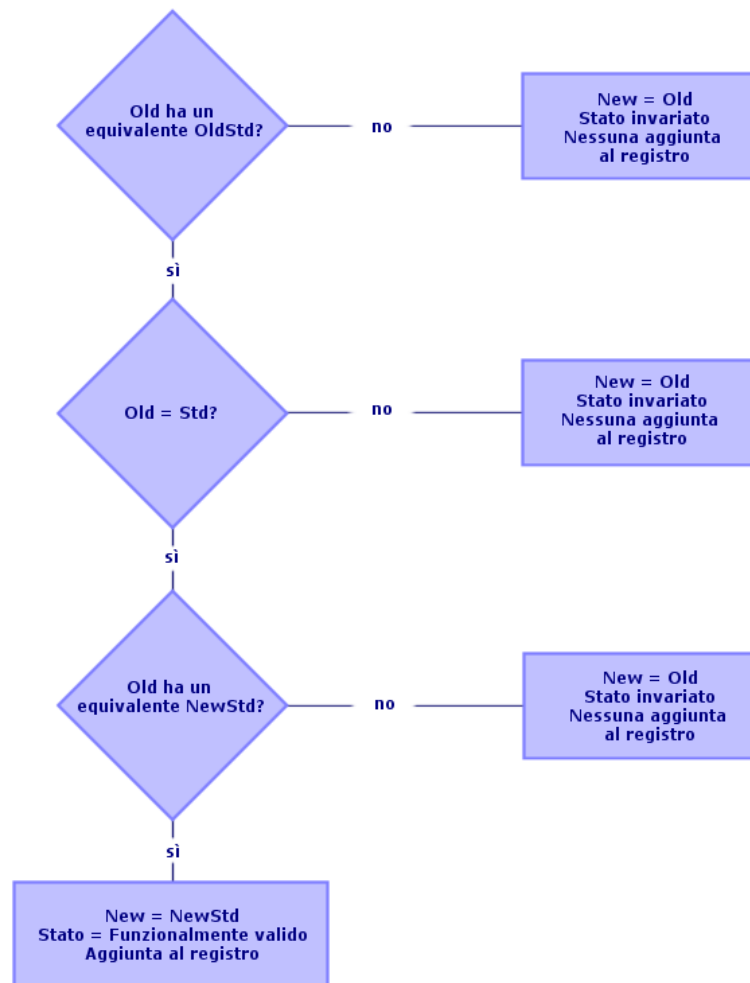 Old ha un
equivalente OldStd?
no
New = Old
Stato invariato
Nessuna aggiunta
al registro
sì
Old = Std?
no
New = Old
Stato invariato
Nessuna aggiunta
al registro
sì
Old ha un
equivalente NewStd?
no
New = Old
Stato invariato
Nessuna aggiunta
al registro
sì
New = NewStd
Stato = Funzionalmente valido
Aggiunta al registro